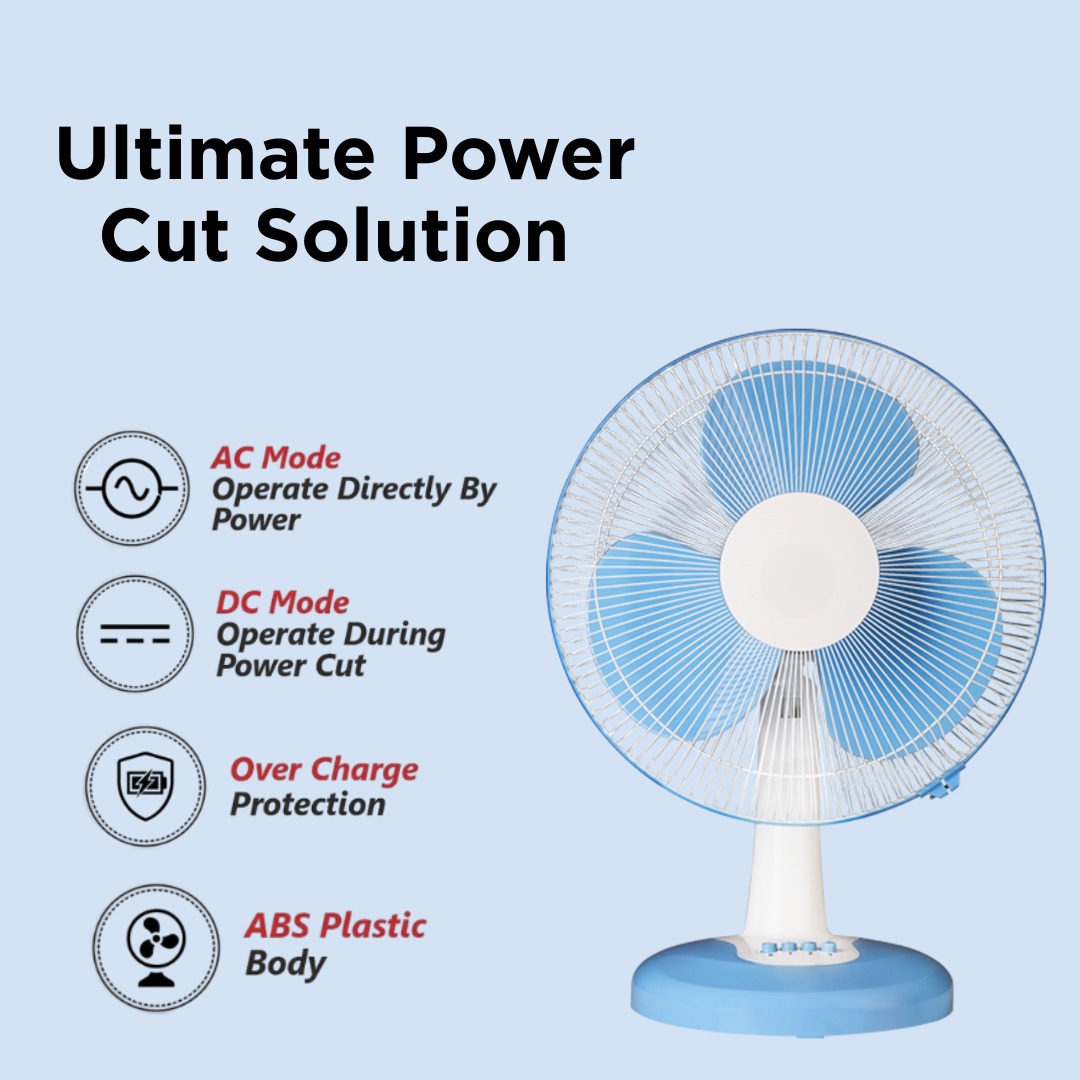 Ultimate Power
Cut Solution
AC Mode
Operate Directly By
Power
DC Mode
Operate During
Power Cut
Over Charge
Protection
ABS Plastic
Body